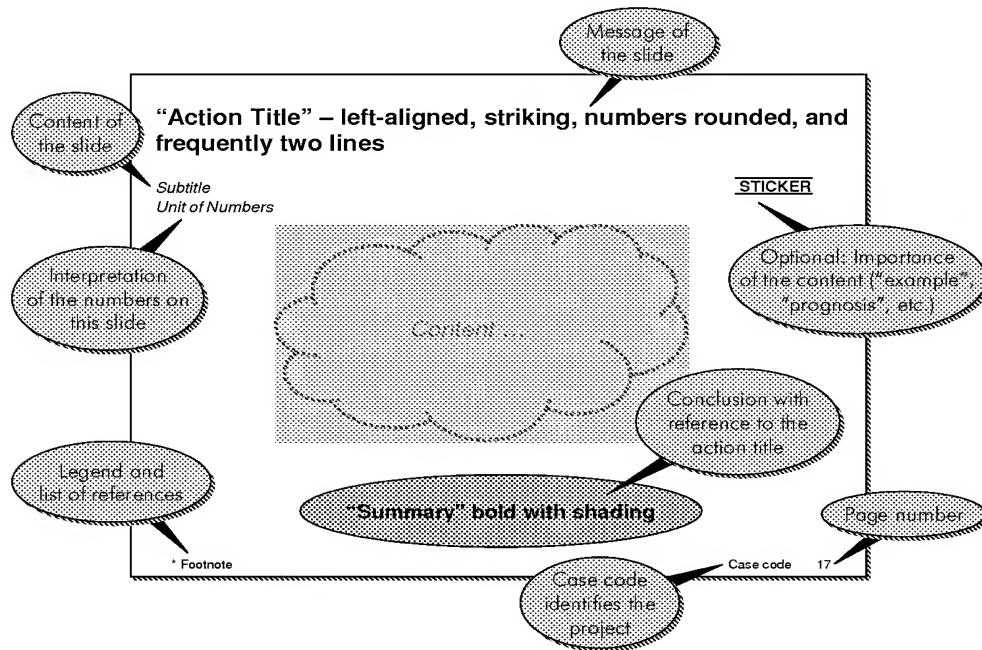 Message of
the slide
“Action Title” – left-aligned, striking, numbers rounded, and
frequently two lines
Content of
the slide
Subtitle
Unit of Numbers
STICKER
Interpretation
of the numbers on
this slide
Optional: Importance
of the content (“example”,
“prognosis”, etc.)
Content ...
Conclusion with
reference to the
action title
Legend and
list of references
“Summary” bold with shading
Page number
* Footnote
Case code
17
Case code
identifies the
project